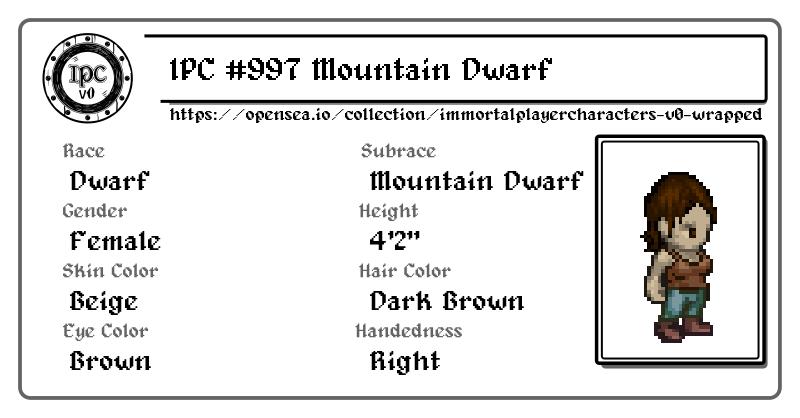 IPC v0
IPC #997 Mountain Dwarf
https://opensea.io/collection/immortalplayercharacters-v0-wrapped
Race
Dwarf
Subrace
Mountain Dwarf
Gender
Female
Height
4'2"
Skin Color
Beige
Hair Color
Dark Brown
Eye Color
Brown
Handedness
Right